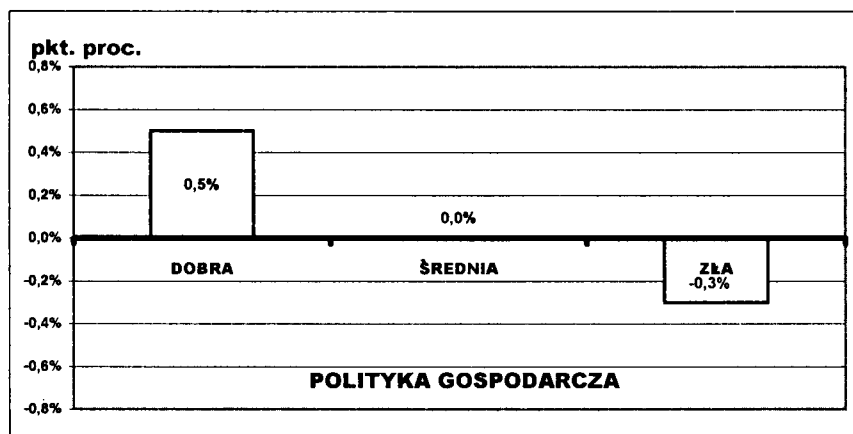 pkt. proc.
0,8%
0,6%
0,4%
0,5%
0,2%
0,0%
0,0%
DOBRA
ŚREDNIA
ZŁA
-0,2%
-0,3%
-0,4%
-0,6%
POLITYKA GOSPODARCZA
-0,8%